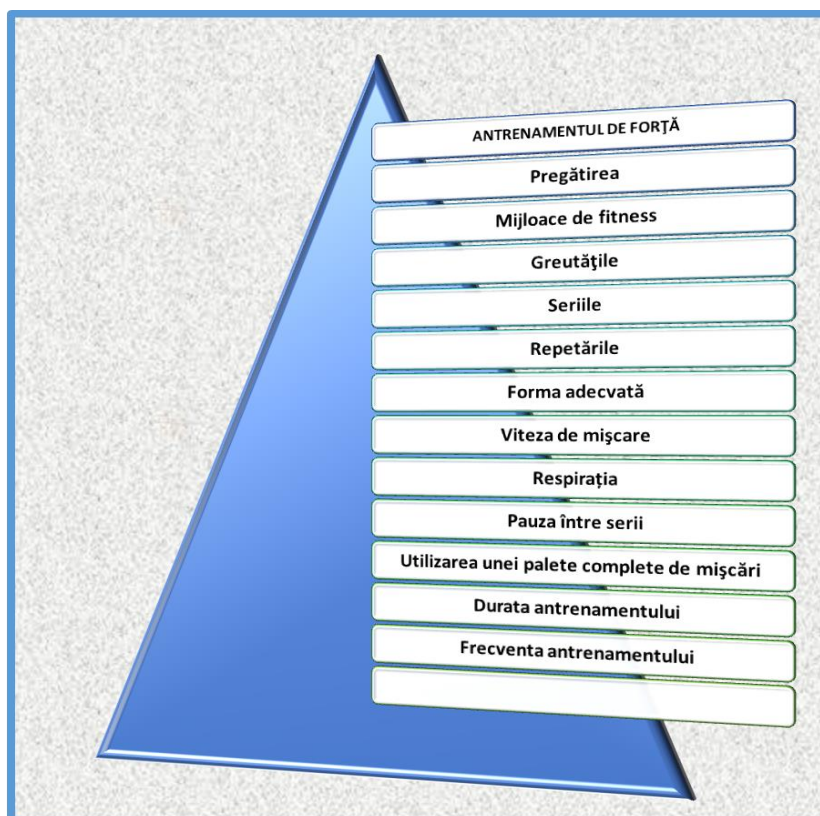 ANTRENAMENTUL DE FORŢĂ
Pregătirea
Mijloace de fitness
Greutăţile
Seriile
Repetările
Forma adecvată
Viteza de mişcare
Respirația
Pauza între serii
Utilizarea unei palete complete de mişcări
Durata antrenamentului
Frecventa antrenamentului